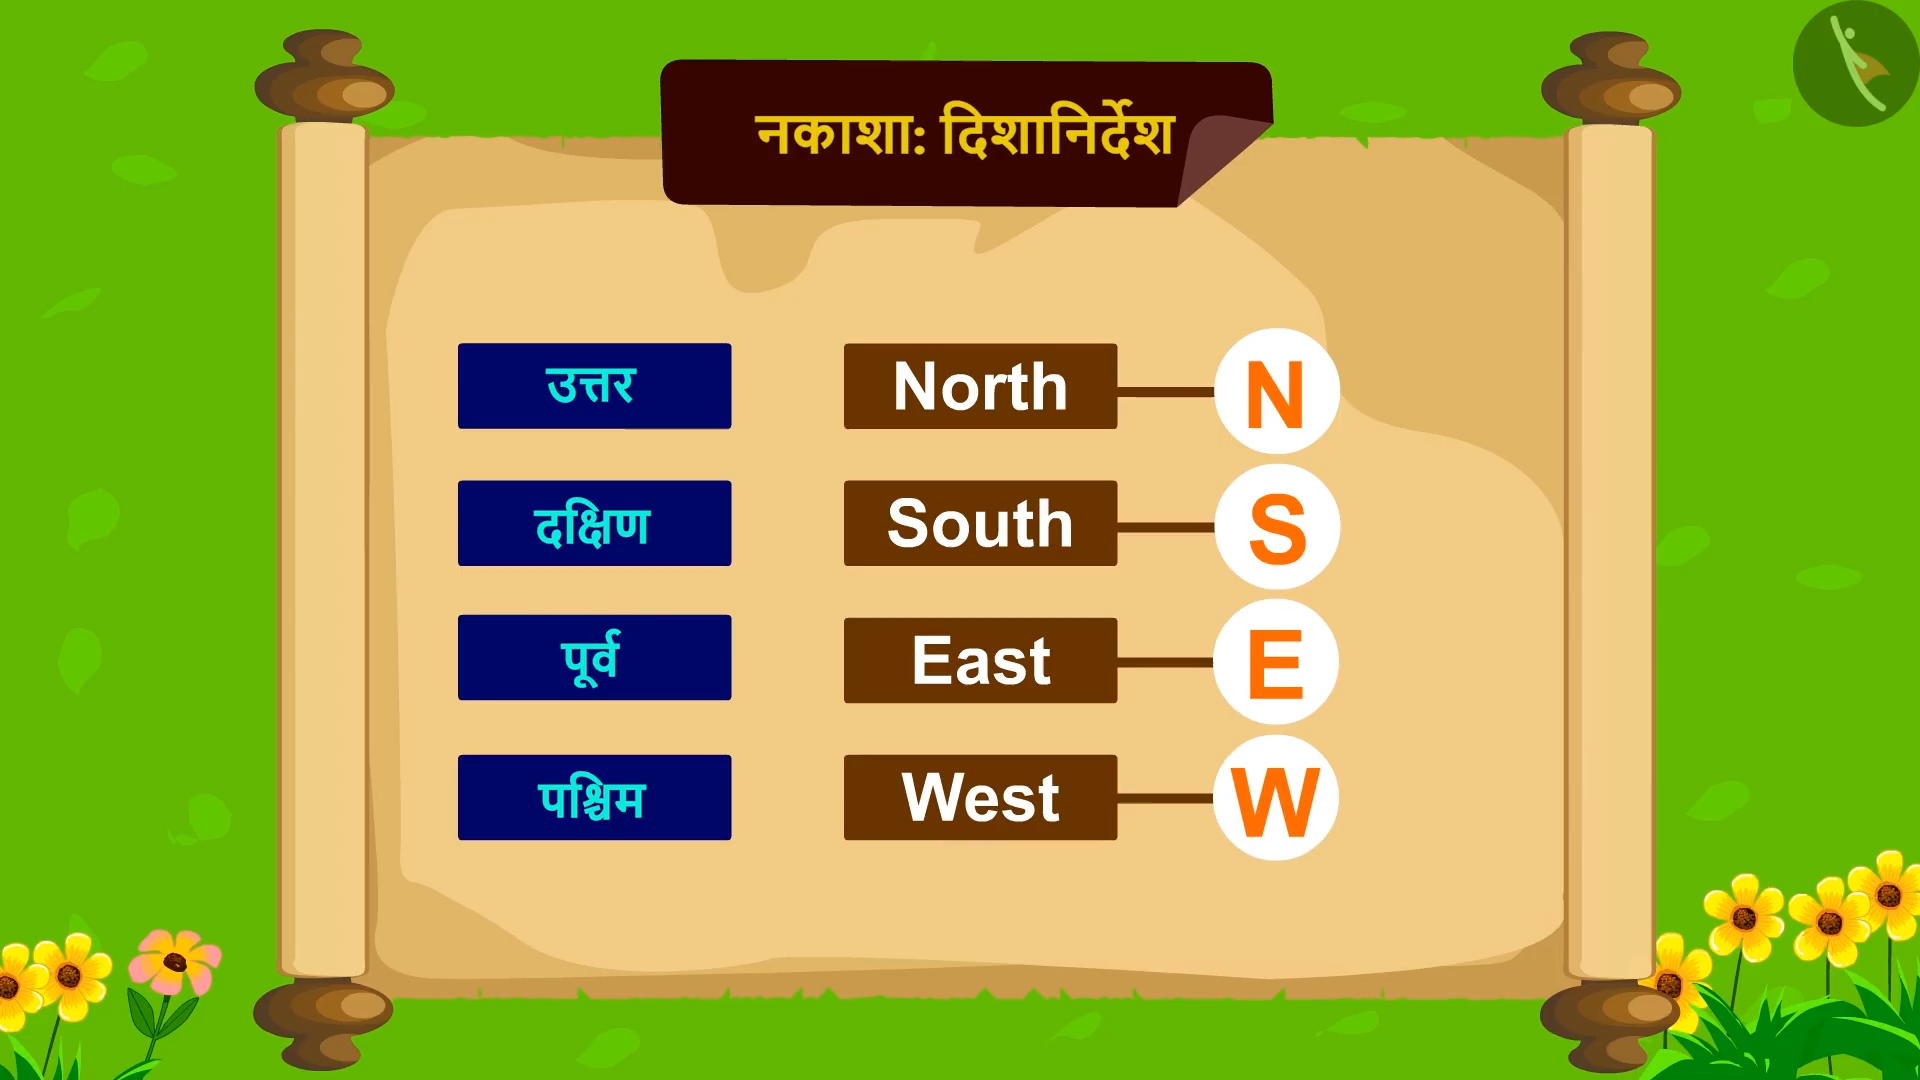 नकाशा: दिशानिर्देश
उत्तर North N
दक्षिण South S
पूर्व East E
पश्चिम West W